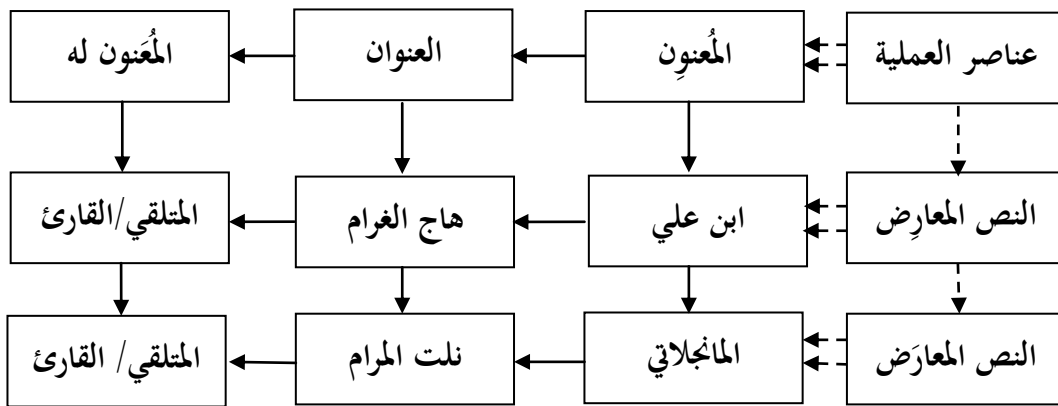 عناصر العملية
المُعنوِن
العنوان
المُعَنون له
النص المعارِض
ابن علي
هاج الغرام
المتلقي/القارئ
النص المعارَض
المانجلاتي
نلت المرام
المتلقي/ القارئ